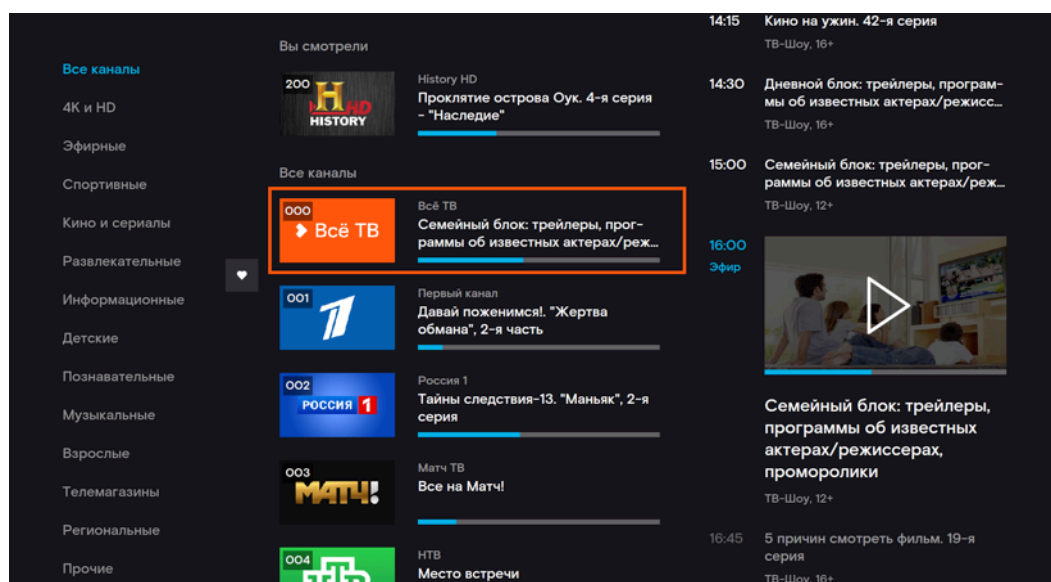 Все каналы
4K и HD
Эфирные
Спортивные
Кино и сериалы
Развлекательные
Информационные
Детские
Познавательные
Музыкальные
Взрослые
Телемагазины
Региональные
Прочие
Вы смотрели
200
HD
HISTORY
History HD
Проклятие острова Оук. 4-я серия
- "Наследие"
Все каналы
000
Всё ТВ
Всё ТВ
Семейный блок: трейлеры, прог-
раммы об известных актерах/реж...
001
Первый канал
Давай поженимся!. "Жертва
обмана", 2-я часть
002
РОССИЯ 1
Россия 1
Тайны следствия-13. "Маньяк", 2-я
серия
003
МАТЧ!
Матч ТВ
Все на Матч!
004
НТВ
НТВ
Место встречи
14:15 Кино на ужин. 42-я серия
ТВ-Шоу, 16+
14:30 Дневной блок: трейлеры, програм-
мы об известных актерах/режисс...
ТВ-Шоу, 16+
15:00 Семейный блок: трейлеры, прог-
раммы об известных актерах/реж...
ТВ-Шоу, 12+
16:00
Эфир
Семейный блок: трейлеры,
программы об известных
актерах/режиссерах,
проморолики
ТВ-Шоу, 12+
16:45 5 причин смотреть фильм. 19-я
серия
ТВ-Шоу, 16+